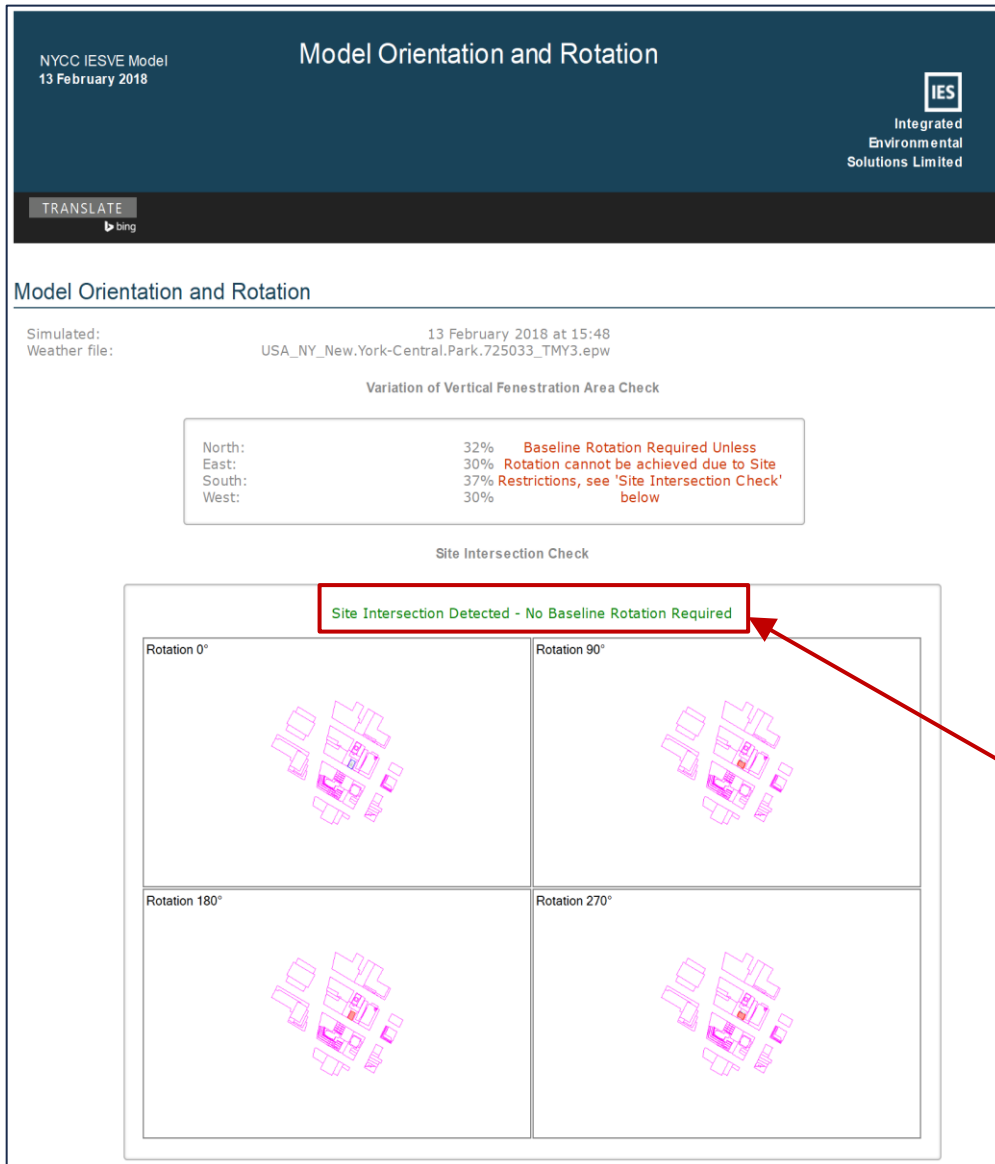 NYCC IESVE Model
13 February 2018
Model Orientation and Rotation
IES
Integrated
Environmental
Solutions Limited
TRANSLATE
bing
Model Orientation and Rotation
Simulated: 13 February 2018 at 15:48
Weather file: USA_NY_New.York-Central.Park.725033_TMY3.epw
Variation of Vertical Fenestration Area Check
North: 32% Baseline Rotation Required Unless
East: 30% Rotation cannot be achieved due to Site
South: 37% Restrictions, see 'Site Intersection Check'
West: 30% below
Site Intersection Check
Site Intersection Detected - No Baseline Rotation Required
Rotation 0°
Rotation 90°
Rotation 180°
Rotation 270°